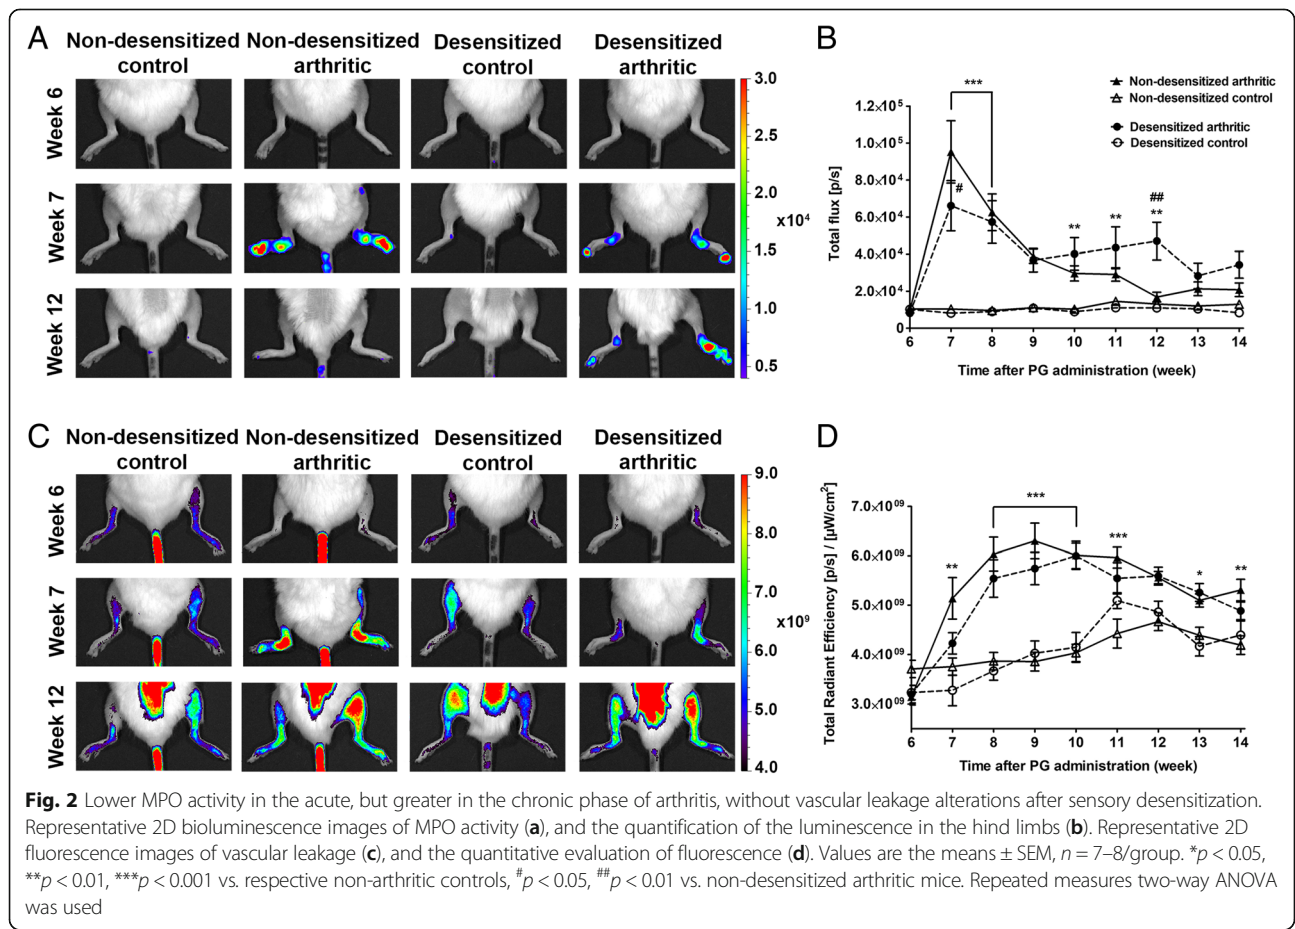 A
Non-desensitized control
Non-desensitized arthritic
Desensitized control
Desensitized arthritic
Week 6
Week 7
Week 12
3.0
2.5
2.0
x10⁴
1.5
1.0
0.5
B
***
Non-desensitized arthritic
Non-desensitized control
Desensitized arthritic
Desensitized control
Total flux [p/s]
1.2×10⁵
1.0×10⁵
8.0×10⁴
6.0×10⁴
4.0×10⁴
2.0×10⁴
0
#
**
**
##
**
6 7 8 9 10 11 12 13 14
Time after PG administration (week)
C
Non-desensitized control
Non-desensitized arthritic
Desensitized control
Desensitized arthritic
Week 6
Week 7
Week 12
9.0
8.0
7.0
x10⁹
6.0
5.0
4.0
D
Total Radiant Efficiency [p/s] / [µW/cm²]
7.0×10⁰⁹
6.0×10⁰⁹
5.0×10⁰⁹
4.0×10⁰⁹
3.0×10⁰⁹
**
***
***
*
**
6 7 8 9 10 11 12 13 14
Time after PG administration (week)
Fig. 2 Lower MPO activity in the acute, but greater in the chronic phase of arthritis, without vascular leakage alterations after sensory desensitization.
Representative 2D bioluminescence images of MPO activity (a), and the quantification of the luminescence in the hind limbs (b). Representative 2D
fluorescence images of vascular leakage (c), and the quantitative evaluation of fluorescence (d). Values are the means ± SEM, n = 7–8/group. *p < 0.05,
**p < 0.01, ***p < 0.001 vs. respective non-arthritic controls, #p < 0.05, ##p < 0.01 vs. non-desensitized arthritic mice. Repeated measures two-way ANOVA
was used